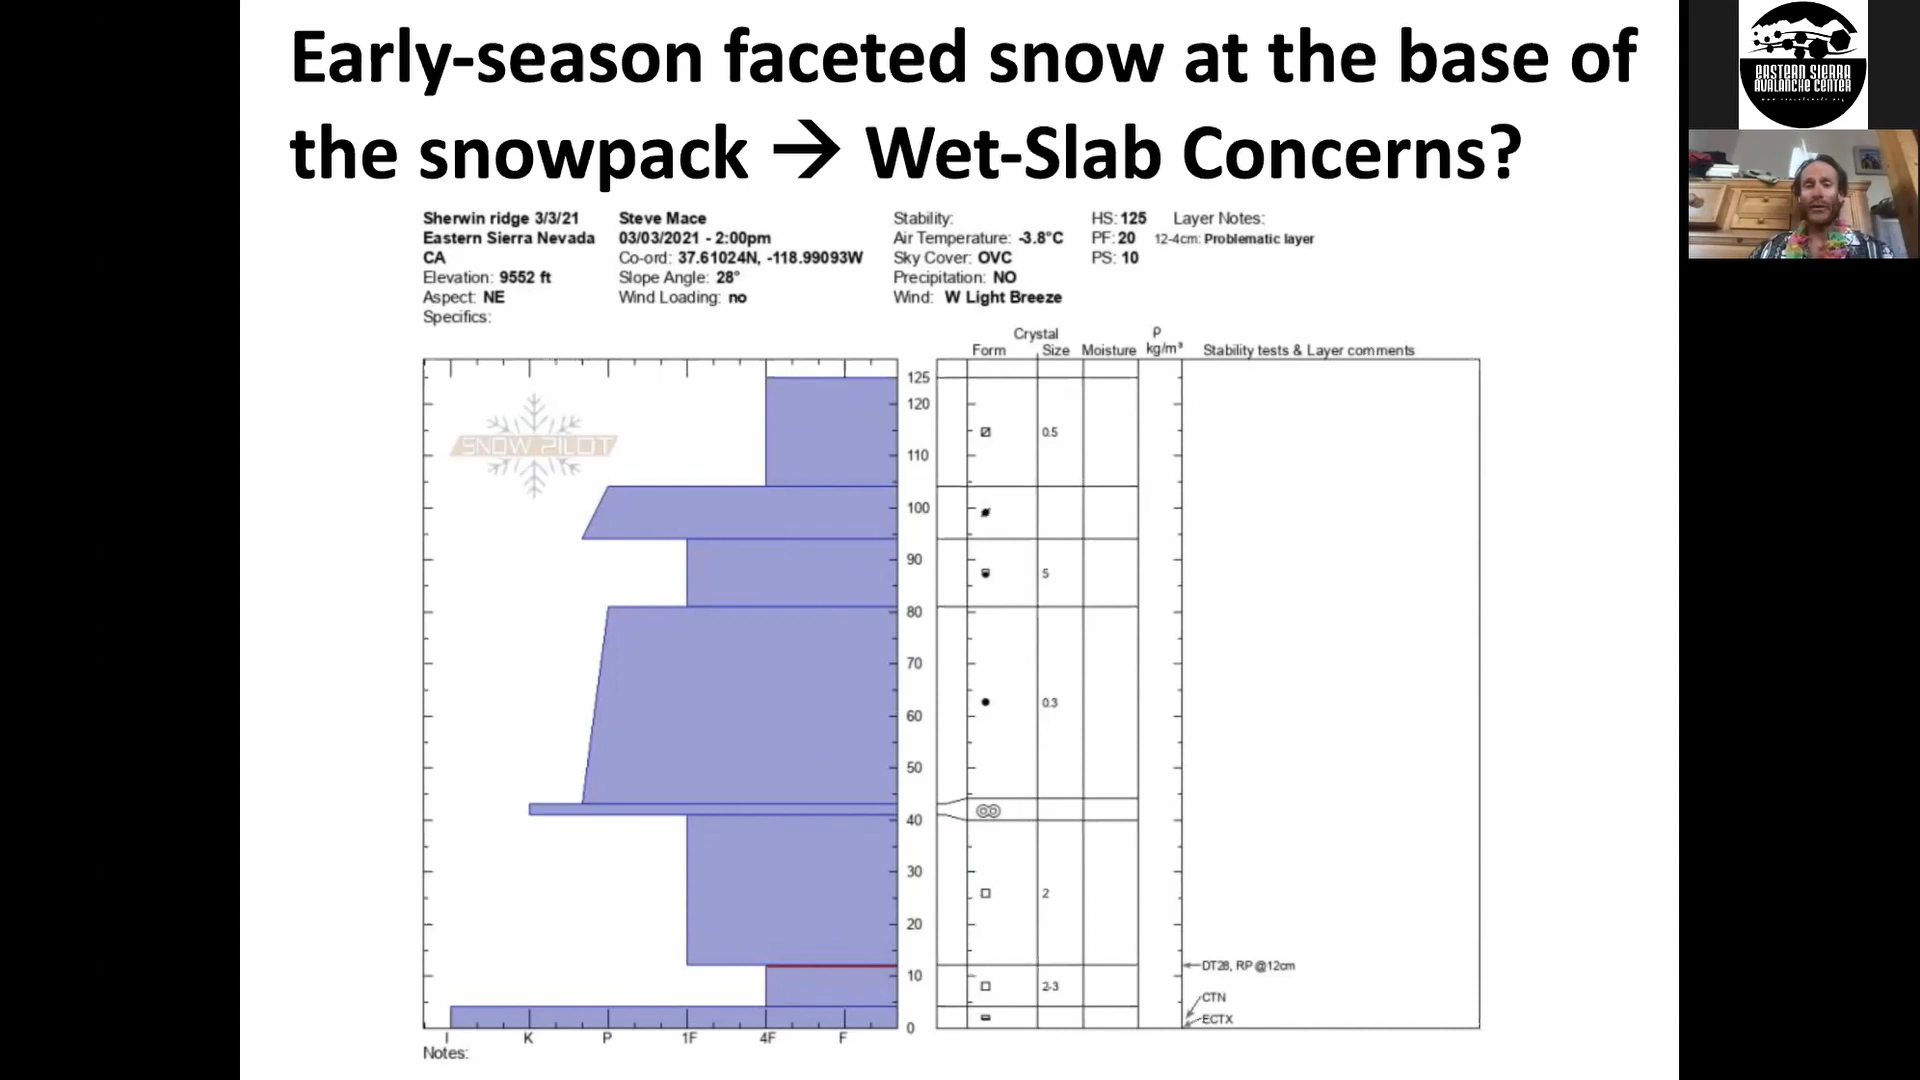 Early-season faceted snow at the base of
the snowpack → Wet-Slab Concerns?
EASTERN SIERRA
AVALANCHE CENTER
Sherwin ridge 3/3/21
Eastern Sierra Nevada
CA
Elevation: 9552 ft
Aspect: NE
Specifics:
Steve Mace
03/03/2021 - 2:00pm
Co-ord: 37.61024N, -118.99093W
Slope Angle: 28°
Wind Loading: no
Stability:
Air Temperature: -3.8°C
Sky Cover: OVC
Precipitation: NO
Wind: W Light Breeze
HS: 125
PF: 20
PS: 10
Layer Notes:
12-4cm: Problematic layer
Crystal
Form Size Moisture
ρ
kg/m³
Stability tests & Layer comments
SNOW PILOT
125
120
110
100
90
80
70
60
50
40
30
20
10
0
0.5
5
0.3
2
2-3
DT28, RP @12cm
CTN
ECTX
I K P 1F 4F F
Notes: